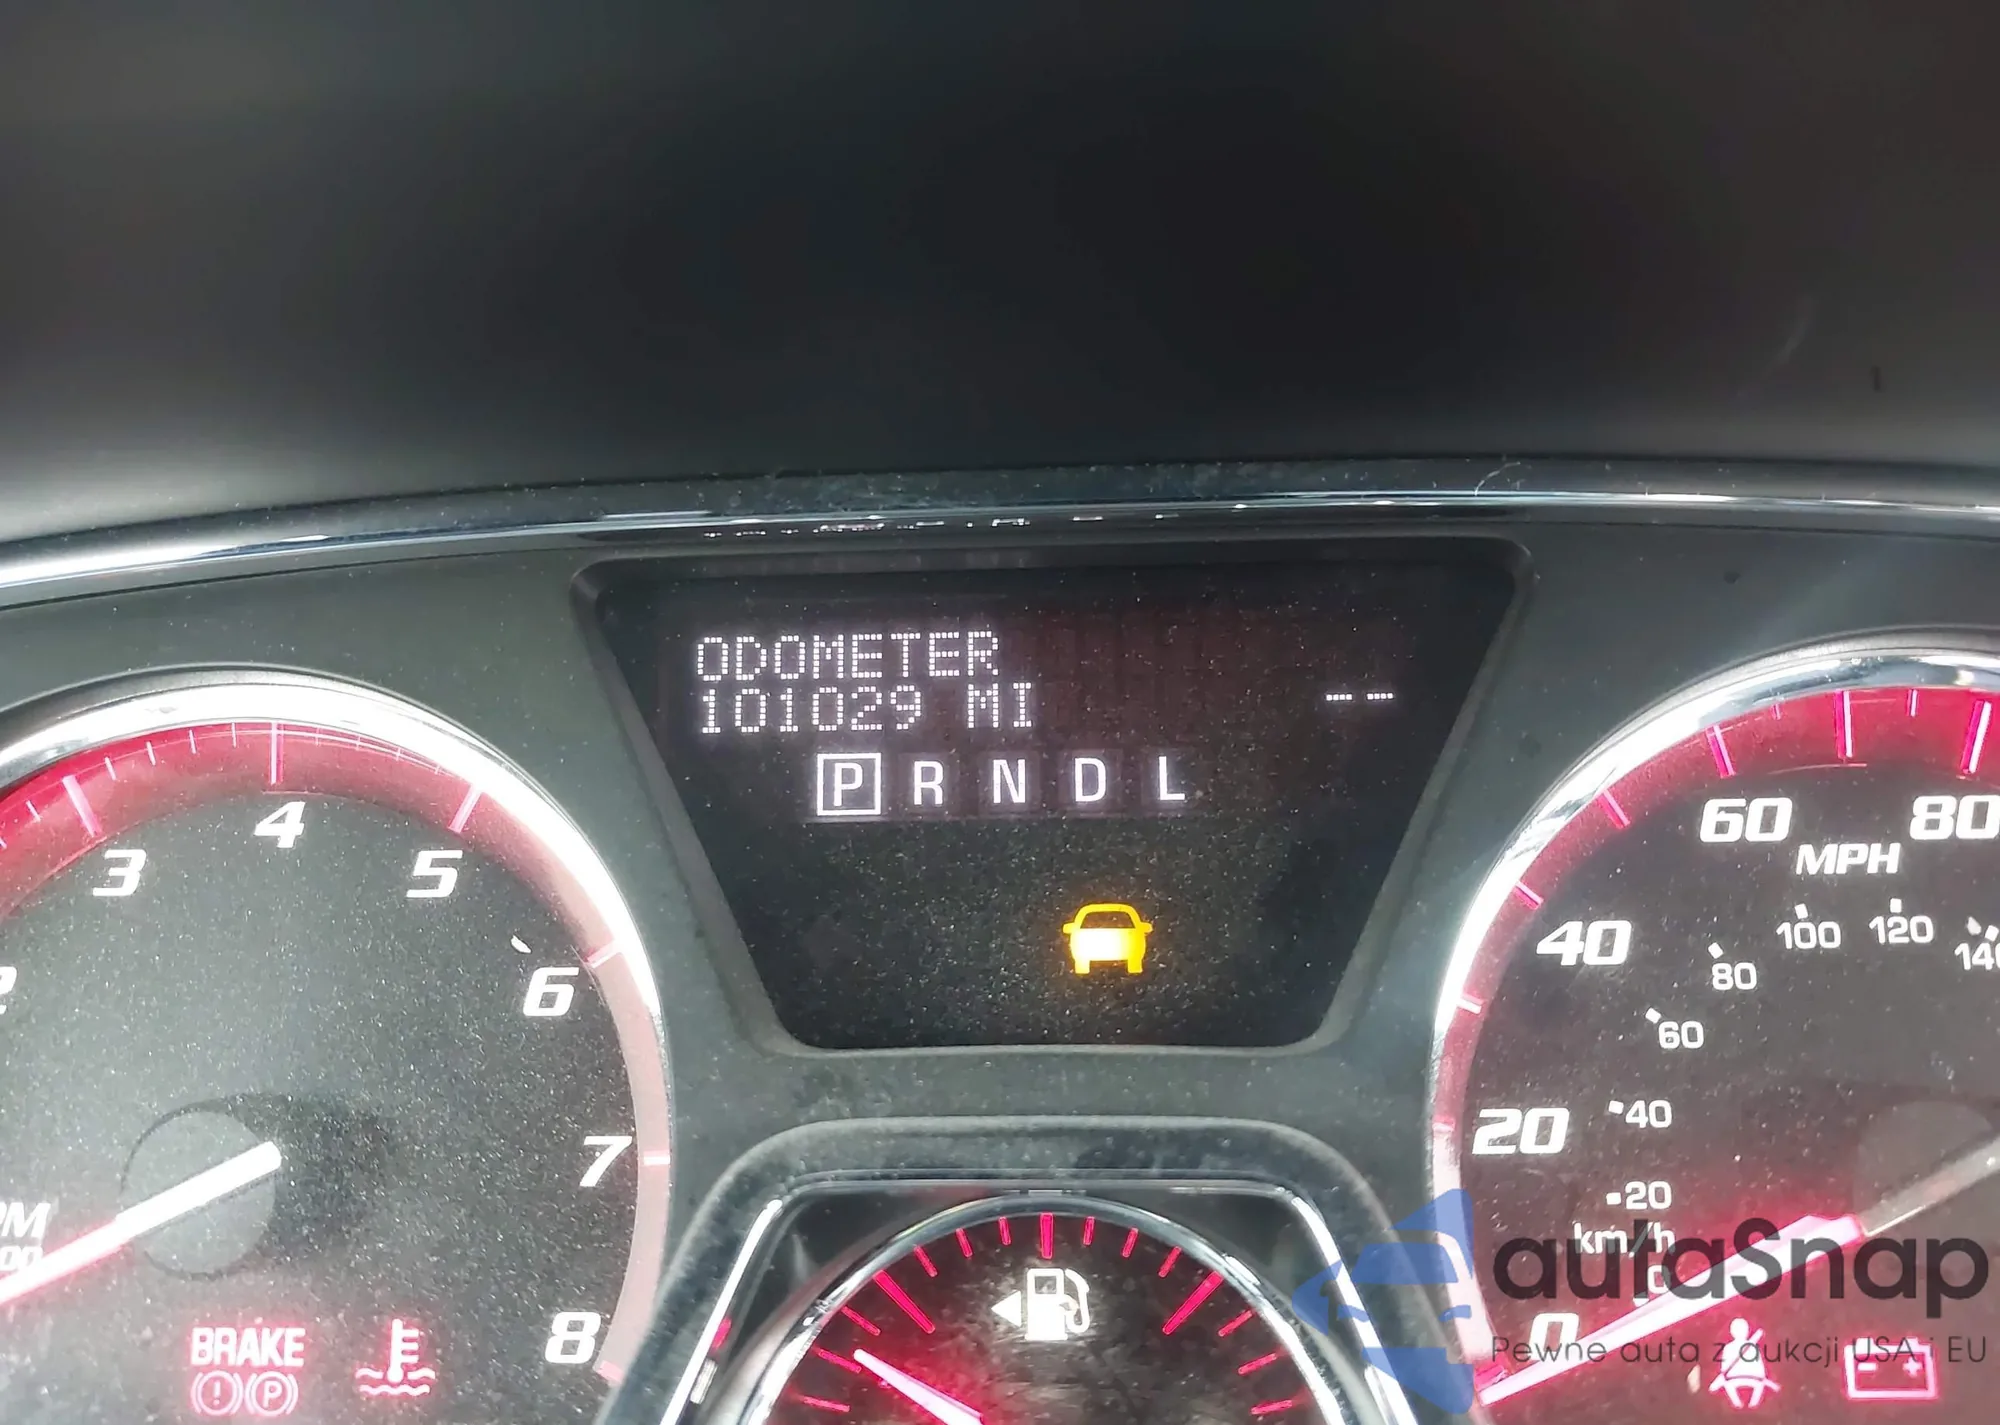 ODOMETER
101029 MI
--
P R N D L
3 4 5 6 7 8
BRAKE
P
20 40 60 80
MPH
20 40 60 80 100 120
km/h
0
0
autaSnap
Pewne auta z aukcji USA i EU